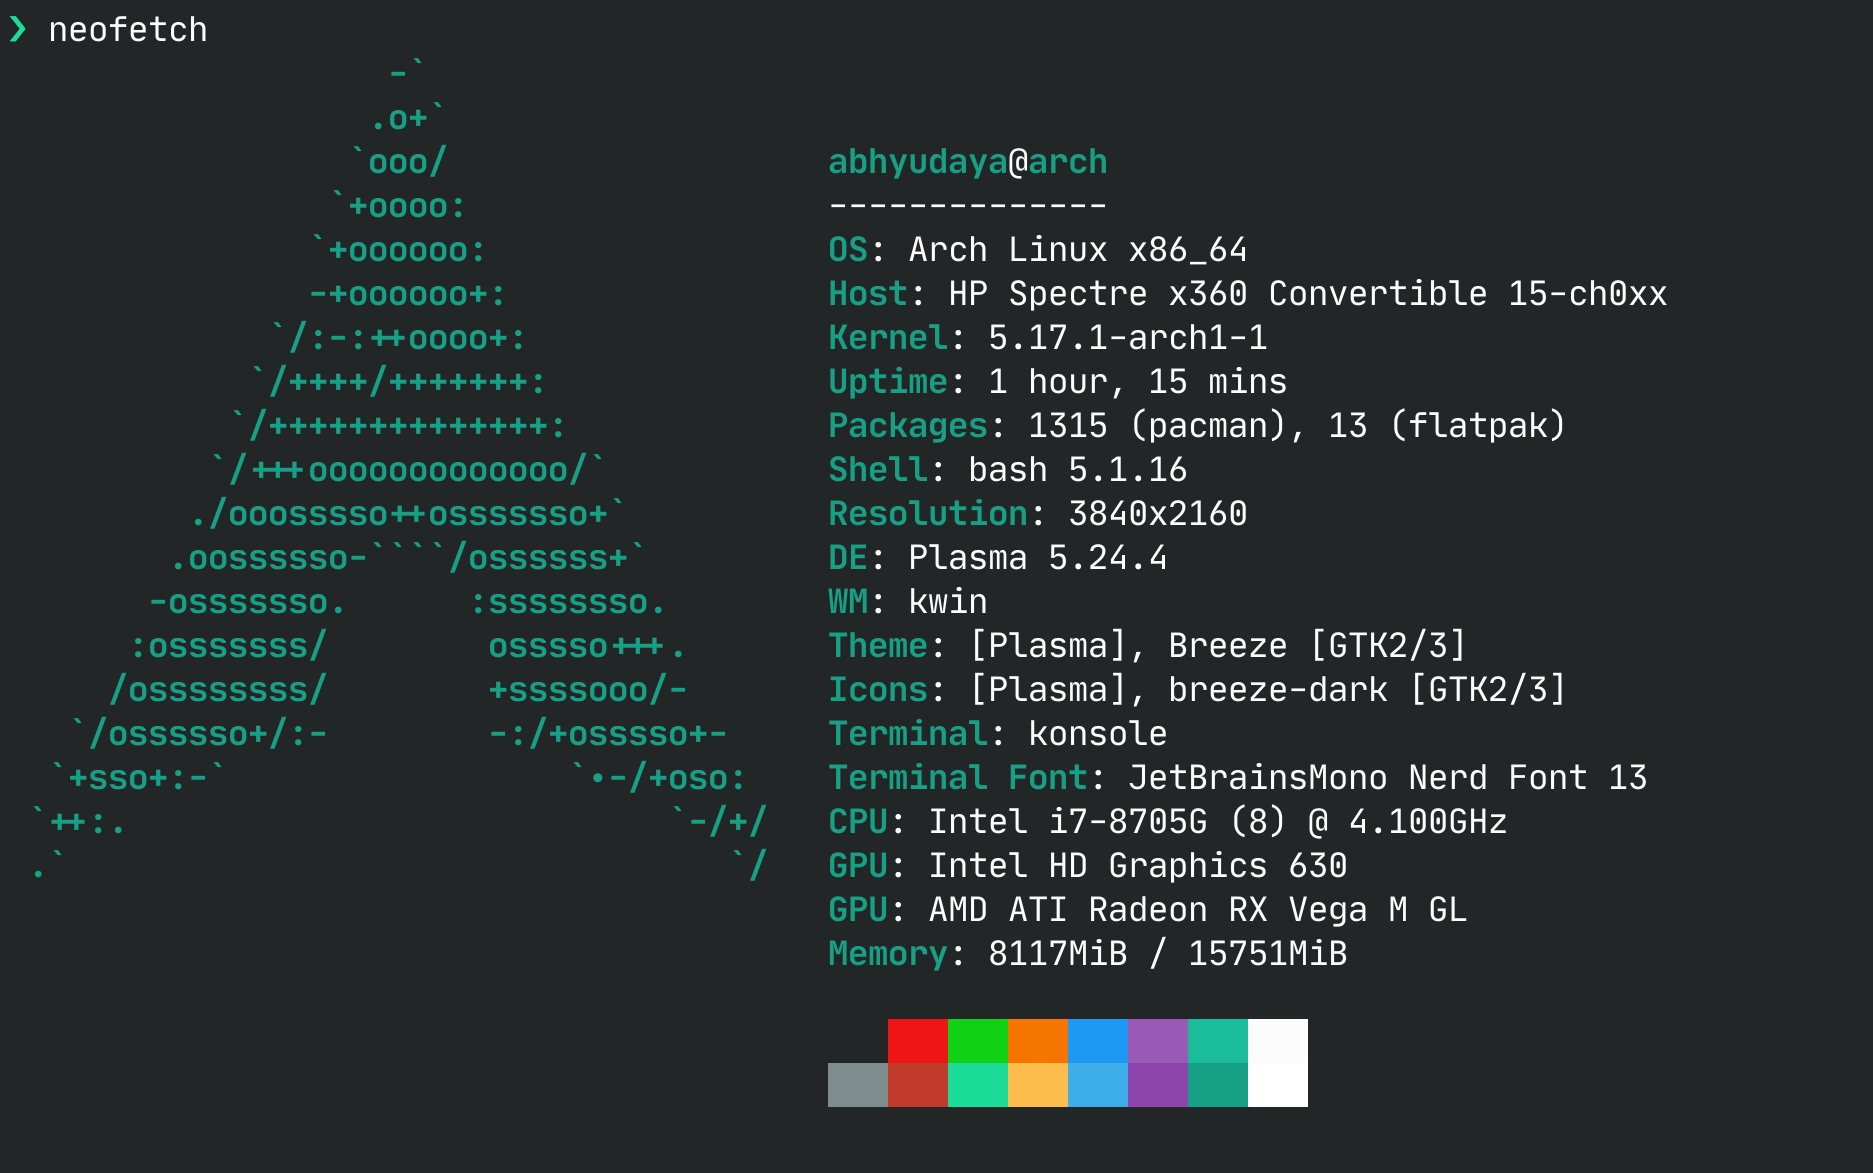 ❯ neofetch
                   -`
                  .o+`
                 `ooo/
                `+oooo:
               `+oooooo:
               -+oooooo+:
             `/:-:++oooo+:
            `/++++/+++++++:
           `/++++++++++++++:
          `/+++ooooooooooooo/`
         ./ooosssso++osssssso+`
        .oossssso-````/ossssss+`
       -osssssso.      :ssssssso.
      :osssssss/        osssso+++.
     /ossssssss/        +ssssooo/-
   `/ossssso+/:-        -:/+osssso+-
  `+sso+:-`                 `.-/+oso:
 `++:.                           `-/+/
 .`                                 `/
abhyudaya@arch
--------------
OS: Arch Linux x86_64
Host: HP Spectre x360 Convertible 15-ch0xx
Kernel: 5.17.1-arch1-1
Uptime: 1 hour, 15 mins
Packages: 1315 (pacman), 13 (flatpak)
Shell: bash 5.1.16
Resolution: 3840x2160
DE: Plasma 5.24.4
WM: kwin
Theme: [Plasma], Breeze [GTK2/3]
Icons: [Plasma], breeze-dark [GTK2/3]
Terminal: konsole
Terminal Font: JetBrainsMono Nerd Font 13
CPU: Intel i7-8705G (8) @ 4.100GHz
GPU: Intel HD Graphics 630
GPU: AMD ATI Radeon RX Vega M GL
Memory: 8117MiB / 15751MiB